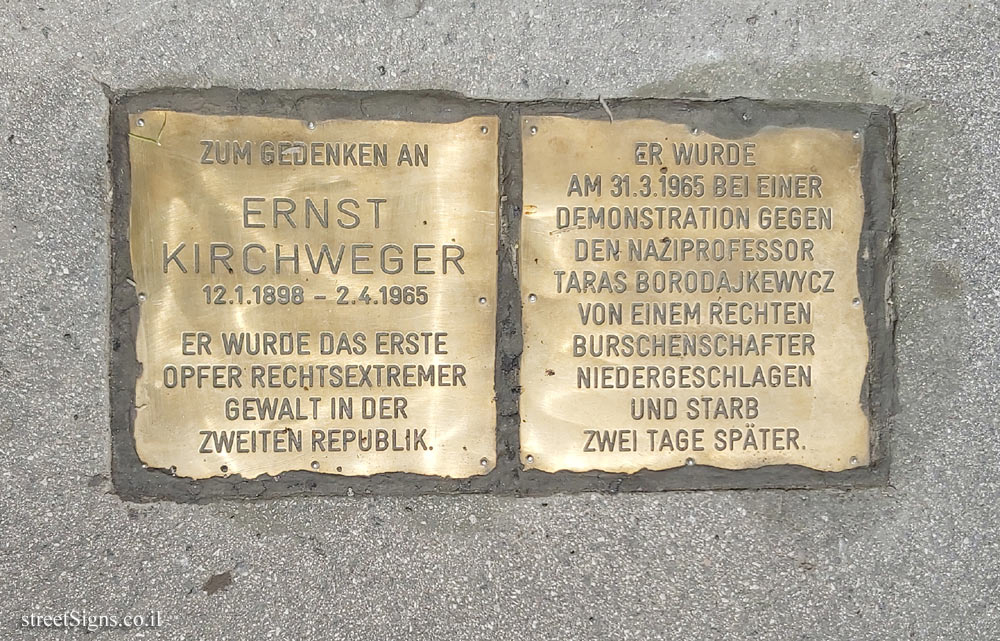 ZUM GEDENKEN AN
ERNST
KIRCHWEGER
12.1.1898 – 2.4.1965
ER WURDE DAS ERSTE
OPFER RECHTSEXTREMER
GEWALT IN DER
ZWEITEN REPUBLIK.
ER WURDE
AM 31.3.1965 BEI EINER
DEMONSTRATION GEGEN
DEN NAZIPROFESSOR
TARAS BORODAJKEWYCZ
VON EINEM RECHTEN
BURSCHENSCHAFTER
NIEDERGESCHLAGEN
UND STARB
ZWEI TAGE SPÄTER.
streetSigns.co.il